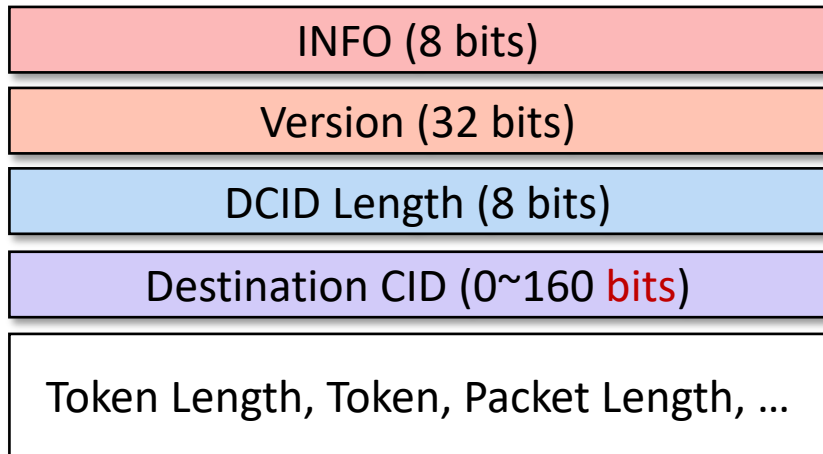 INFO (8 bits)
Version (32 bits)
DCID Length (8 bits)
Destination CID (0~160 bits)
Token Length, Token, Packet Length, …